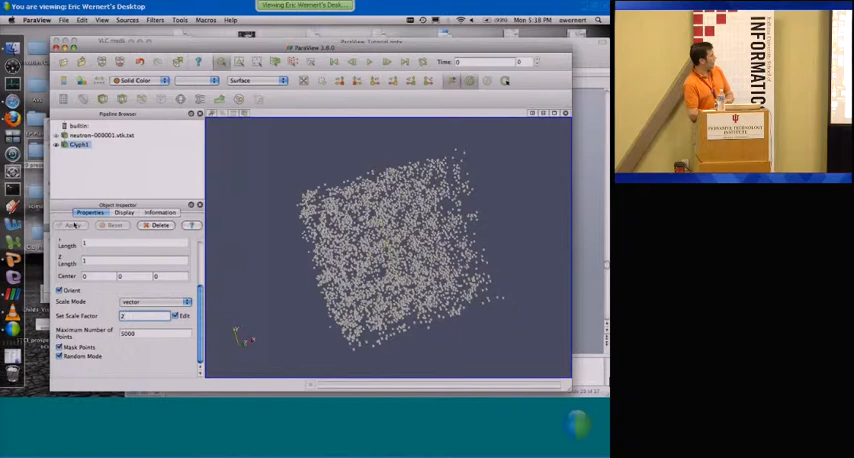 You are viewing Eric Wernert's Desktop
Viewing Eric Wernert's Desk...
ParaView File Edit View Sources Filters Tools Macros Help
(99%) Mon 5:38 PM awernert
ParaView 3.8.0
Solid Color
Surface
Time: 0
0
Pipeline Browser
builtin:
neutron-000001.vtk.txt
Glyph1
Object Inspector
Properties Display Information
Apply Reset Delete ?
Length 1
Z
Length 1
Center 0 0 0
Orient
Scale Mode vector
Set Scale Factor 2 Edit
Maximum Number of
Points 5000
Mask Points
Random Mode
INFORMATIC
PERVASIVE TECHNOLOGY
INSTITUTE